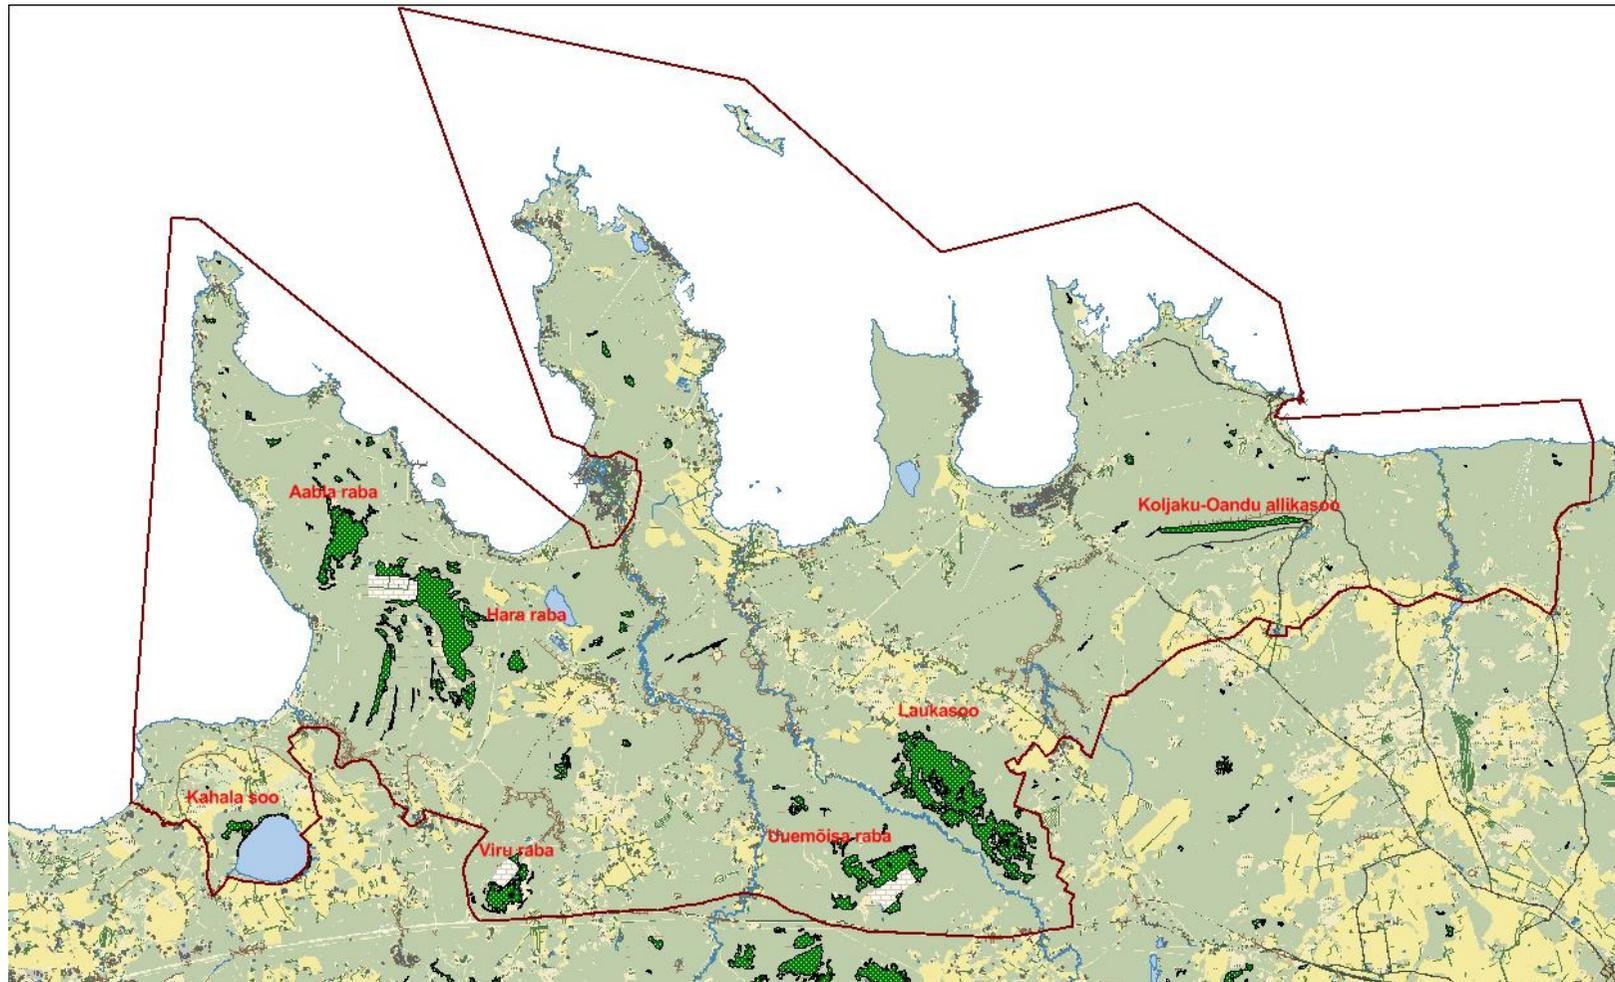 Aabla raba
Koljaku-Oandu allikasoo
Hara raba
Laukasoo
Kahala soo
Uuemõisa raba
Viru raba